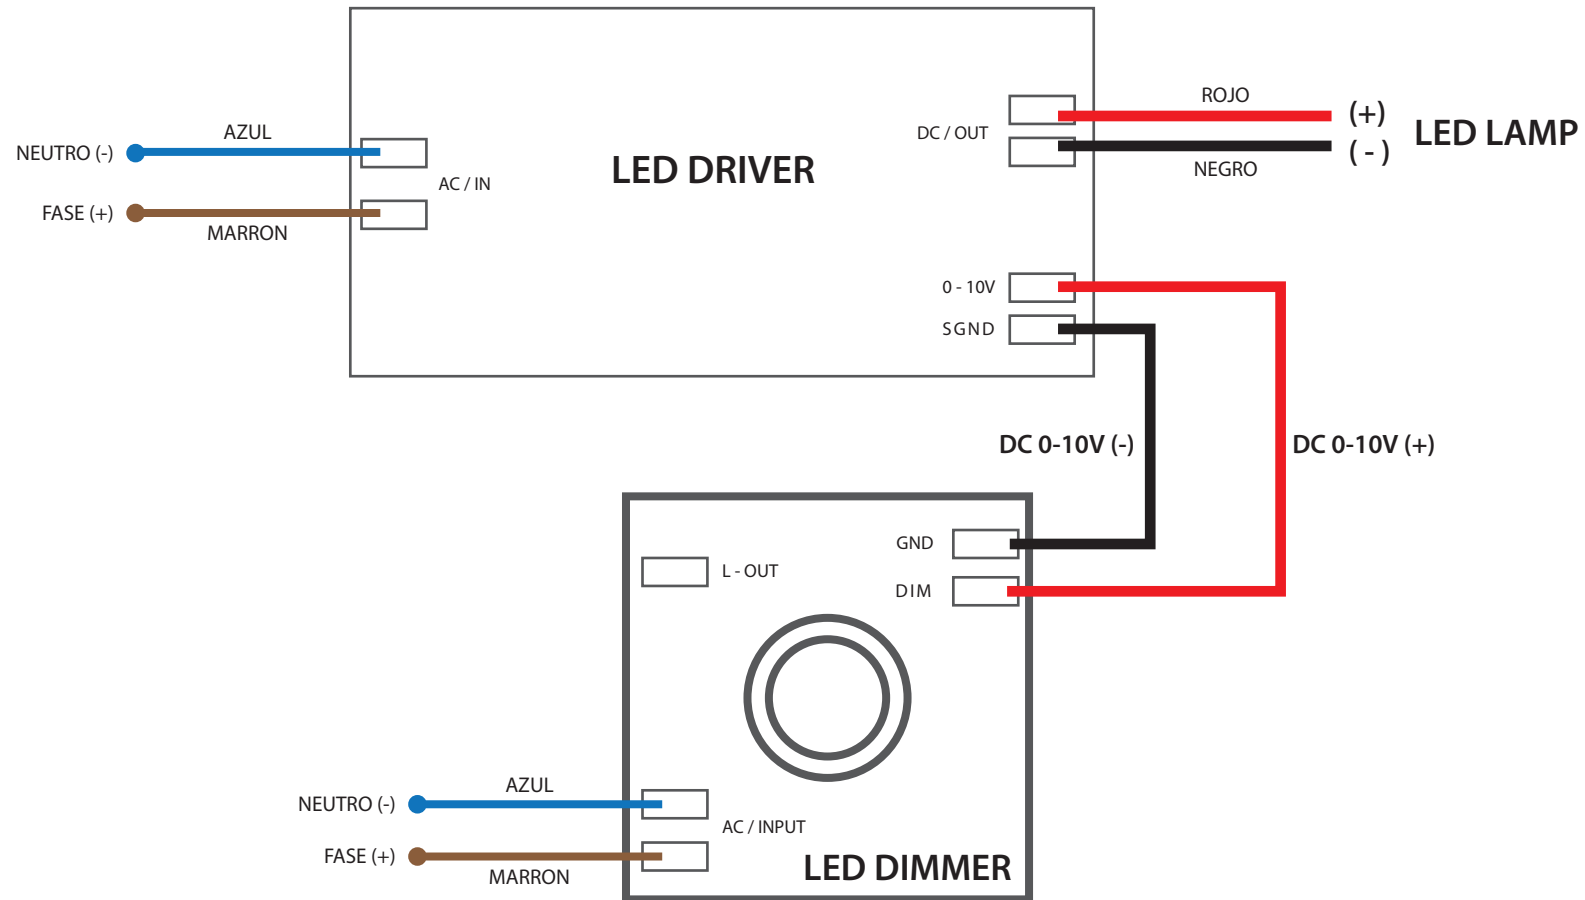 ROJO
(+)
LED LAMP
AZUL
DC / OUT
NEUTRO (-)
( - )
LED DRIVER
NEGRO
AC / IN
FASE (+)
MARRON
0 - 10V
SGND
DC 0-10V (-)
DC 0-10V (+)
GND
L - OUT
DIM
AZUL
NEUTRO (-)
AC / INPUT
FASE (+)
LED DIMMER
MARRON